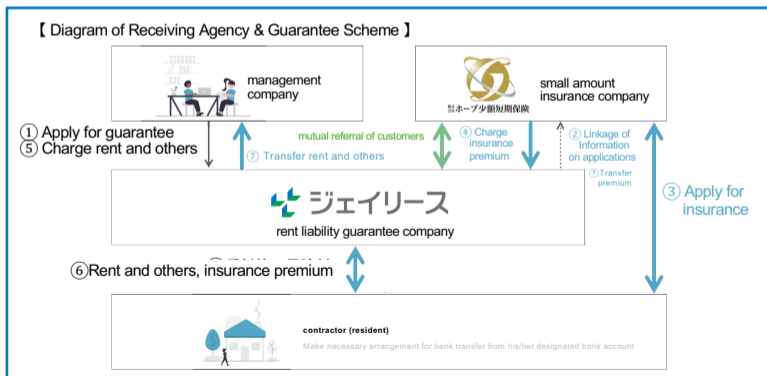 【 Diagram of Receiving Agency & Guarantee Scheme 】
management
company
ホープ少額短期保険
small amount
insurance company
① Apply for guarantee
⑤ Charge rent and others
⑦ Transfer rent and others
mutual referral of customers
④ Charge
insurance
premium
② Linkage of
Information
on applications
⑦ Transfer
premium
③ Apply for
insurance
ジェイリース
rent liability guarantee company
⑥Rent and others, insurance premium
contractor (resident)
Make necessary arrangement for bank transfer from his/her designated bank account